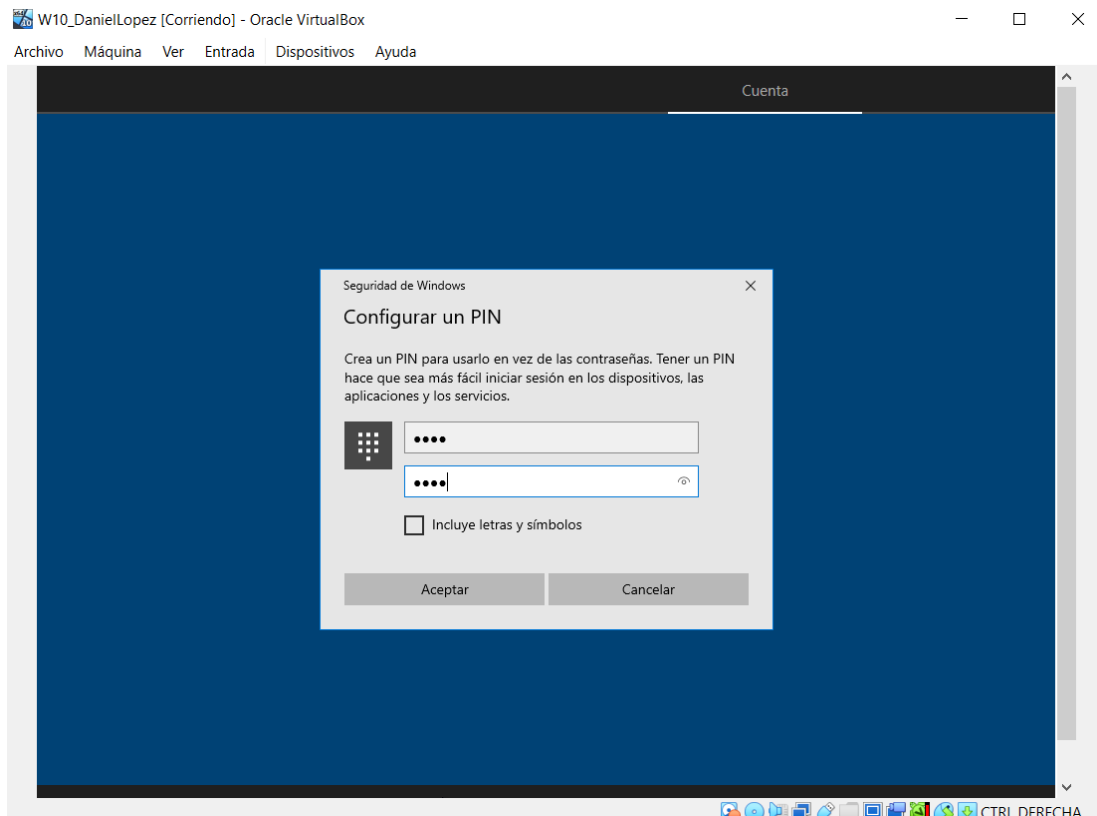 W10_DanielLopez [Corriendo] - Oracle VirtualBox
Archivo Máquina Ver Entrada Dispositivos Ayuda
Cuenta
Seguridad de Windows
Configurar un PIN
Crea un PIN para usarlo en vez de las contraseñas. Tener un PIN
hace que sea más fácil iniciar sesión en los dispositivos, las
aplicaciones y los servicios.
••••
••••
Incluye letras y símbolos
Aceptar Cancelar
CTRL DERECHA